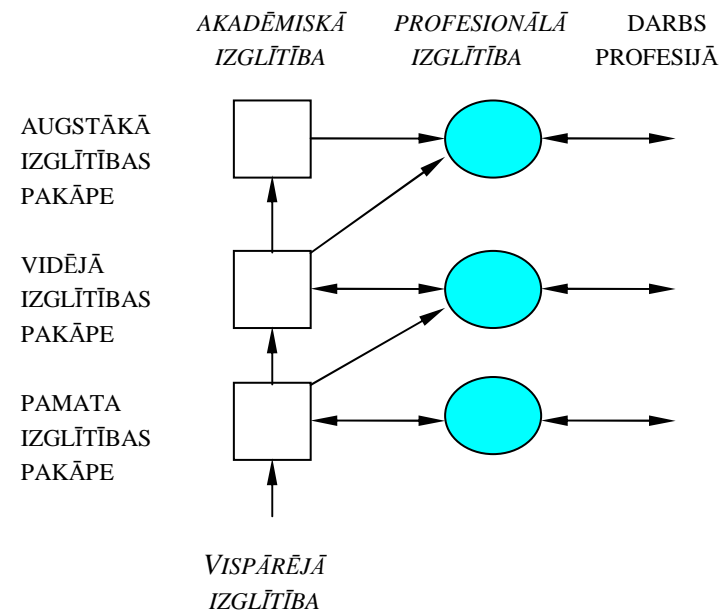 AKADĒMISKĀ
IZGLĪTĪBA
PROFESIONĀLĀ
IZGLĪTĪBA
DARBS
PROFESIJĀ
AUGSTĀKĀ
IZGLĪTĪBAS
PAKĀPE
VIDĒJĀ
IZGLĪTĪBAS
PAKĀPE
PAMATA
IZGLĪTĪBAS
PAKĀPE
VISPĀRĒJĀ
IZGLĪTĪBA